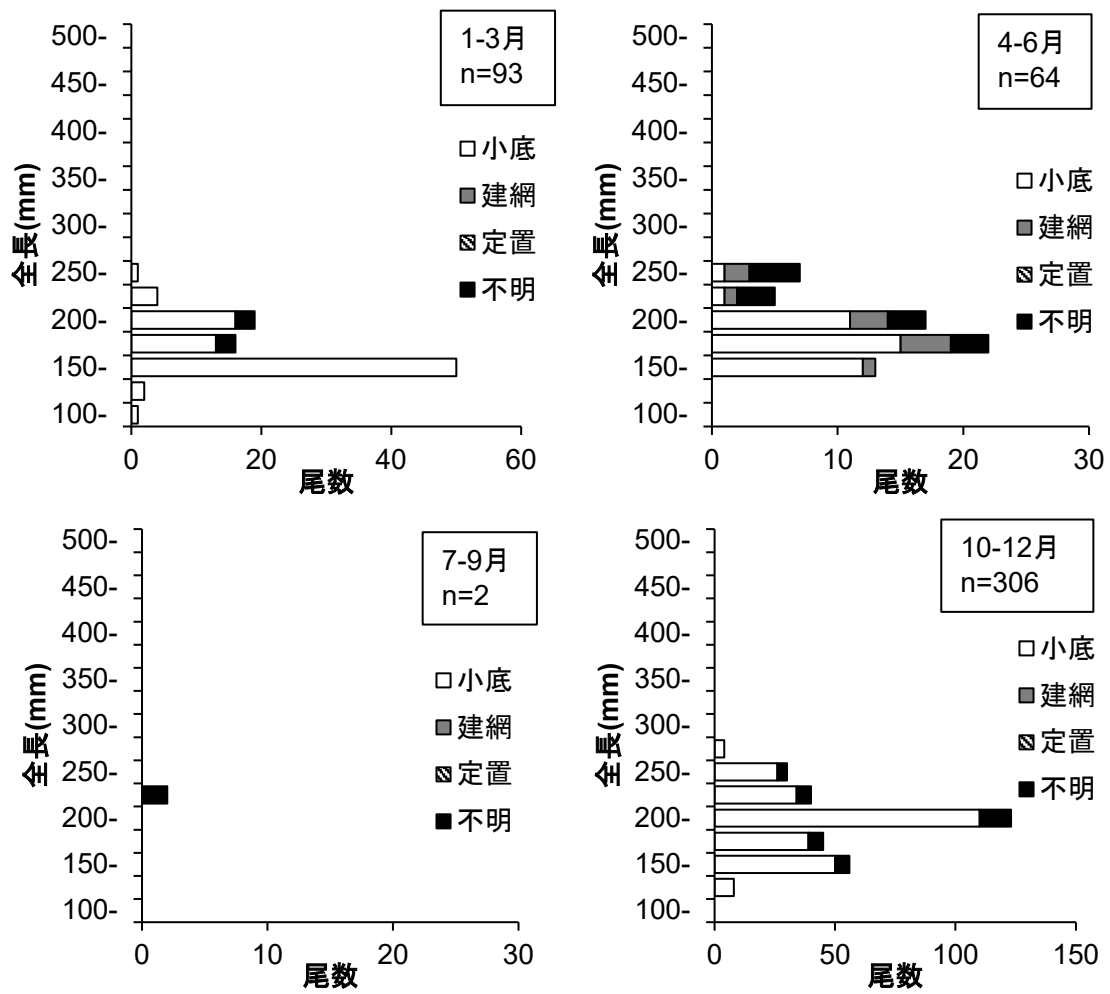 500-
450-
400-
350-
300-
250-
200-
150-
100-
全長(mm)
1-3月
n=93
小底
建網
定置
不明
0 20 40 60
尾数
500-
450-
400-
350-
300-
250-
200-
150-
100-
全長(mm)
4-6月
n=64
小底
建網
定置
不明
0 10 20 30
尾数
500-
450-
400-
350-
300-
250-
200-
150-
100-
全長(mm)
7-9月
n=2
小底
建網
定置
不明
0 10 20 30
尾数
500-
450-
400-
350-
300-
250-
200-
150-
100-
全長(mm)
10-12月
n=306
小底
建網
定置
不明
0 50 100 150
尾数